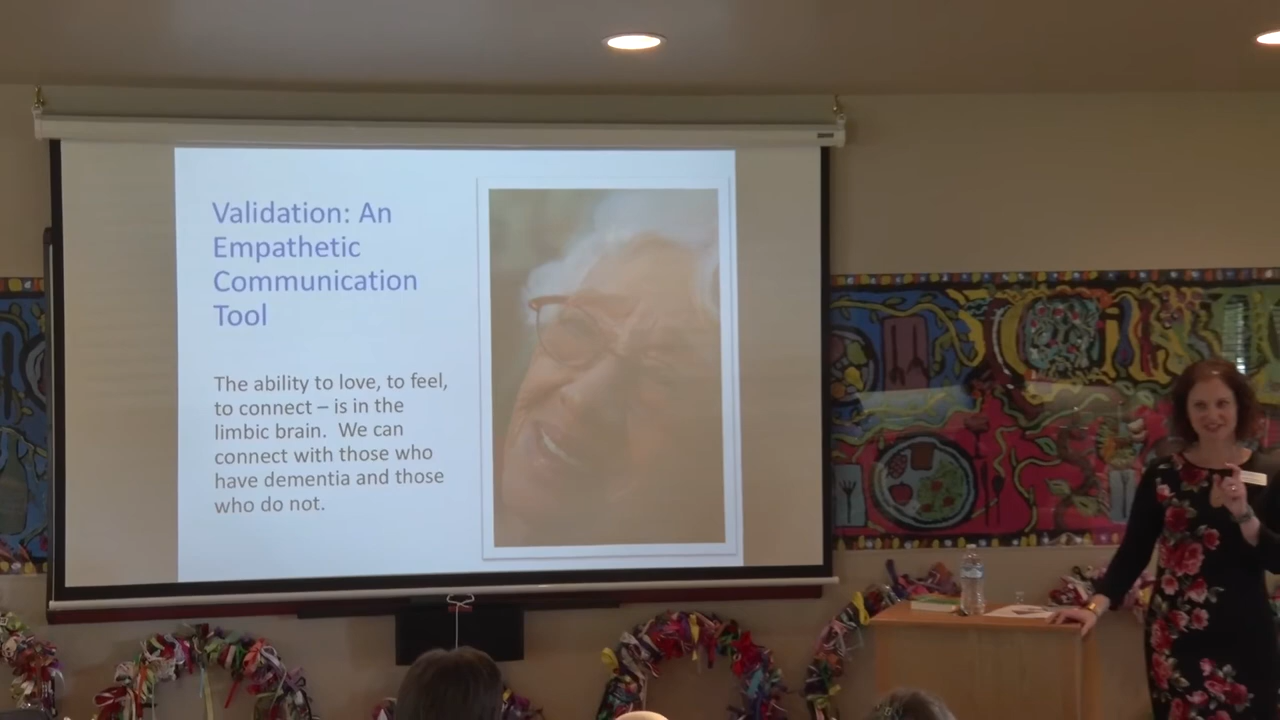 Validation: An
Empathetic
Communication
Tool
The ability to love, to feel,
to connect – is in the
limbic brain.  We can
connect with those who
have dementia and those
who do not.